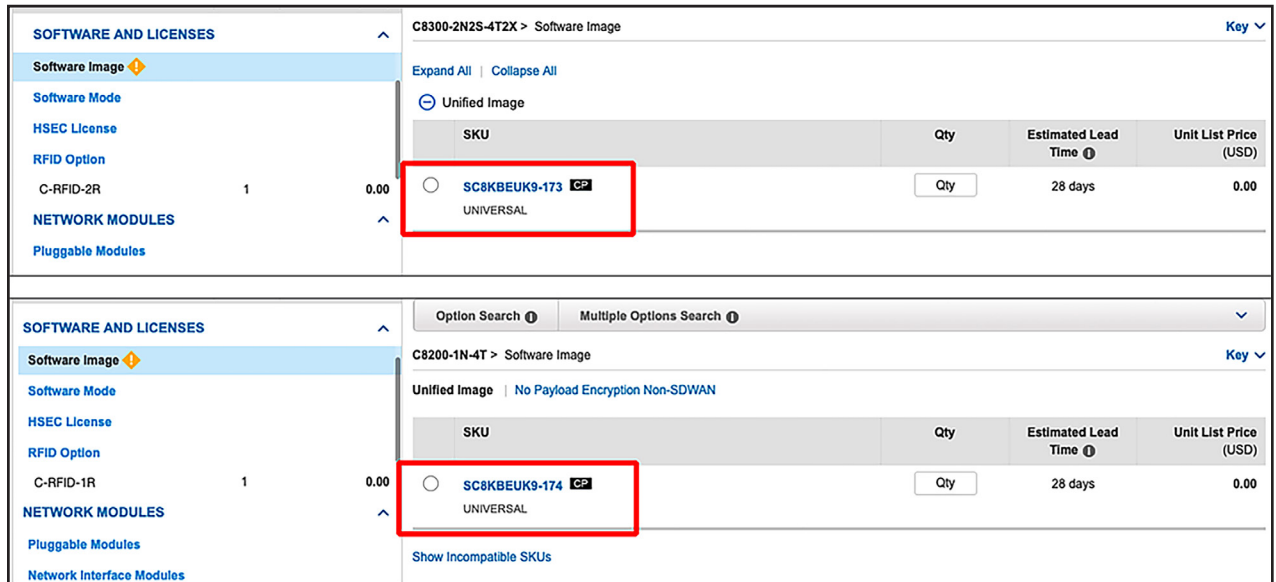 SOFTWARE AND LICENSES
Software Image
Software Mode
HSEC License
RFID Option
C-RFID-2R 1 0.00
NETWORK MODULES
Pluggable Modules
C8300-2N2S-4T2X > Software Image Key
Expand All | Collapse All
Unified Image
SKU Qty Estimated Lead Time Unit List Price (USD)
SC8KBEUK9-173 CP Qty 28 days 0.00
UNIVERSAL
SOFTWARE AND LICENSES
Software Image
Software Mode
HSEC License
RFID Option
C-RFID-1R 1 0.00
NETWORK MODULES
Pluggable Modules
Network Interface Modules
Option Search Multiple Options Search
C8200-1N-4T > Software Image Key
Unified Image | No Payload Encryption Non-SDWAN
SKU Qty Estimated Lead Time Unit List Price (USD)
SC8KBEUK9-174 CP Qty 28 days 0.00
UNIVERSAL
Show Incompatible SKUs